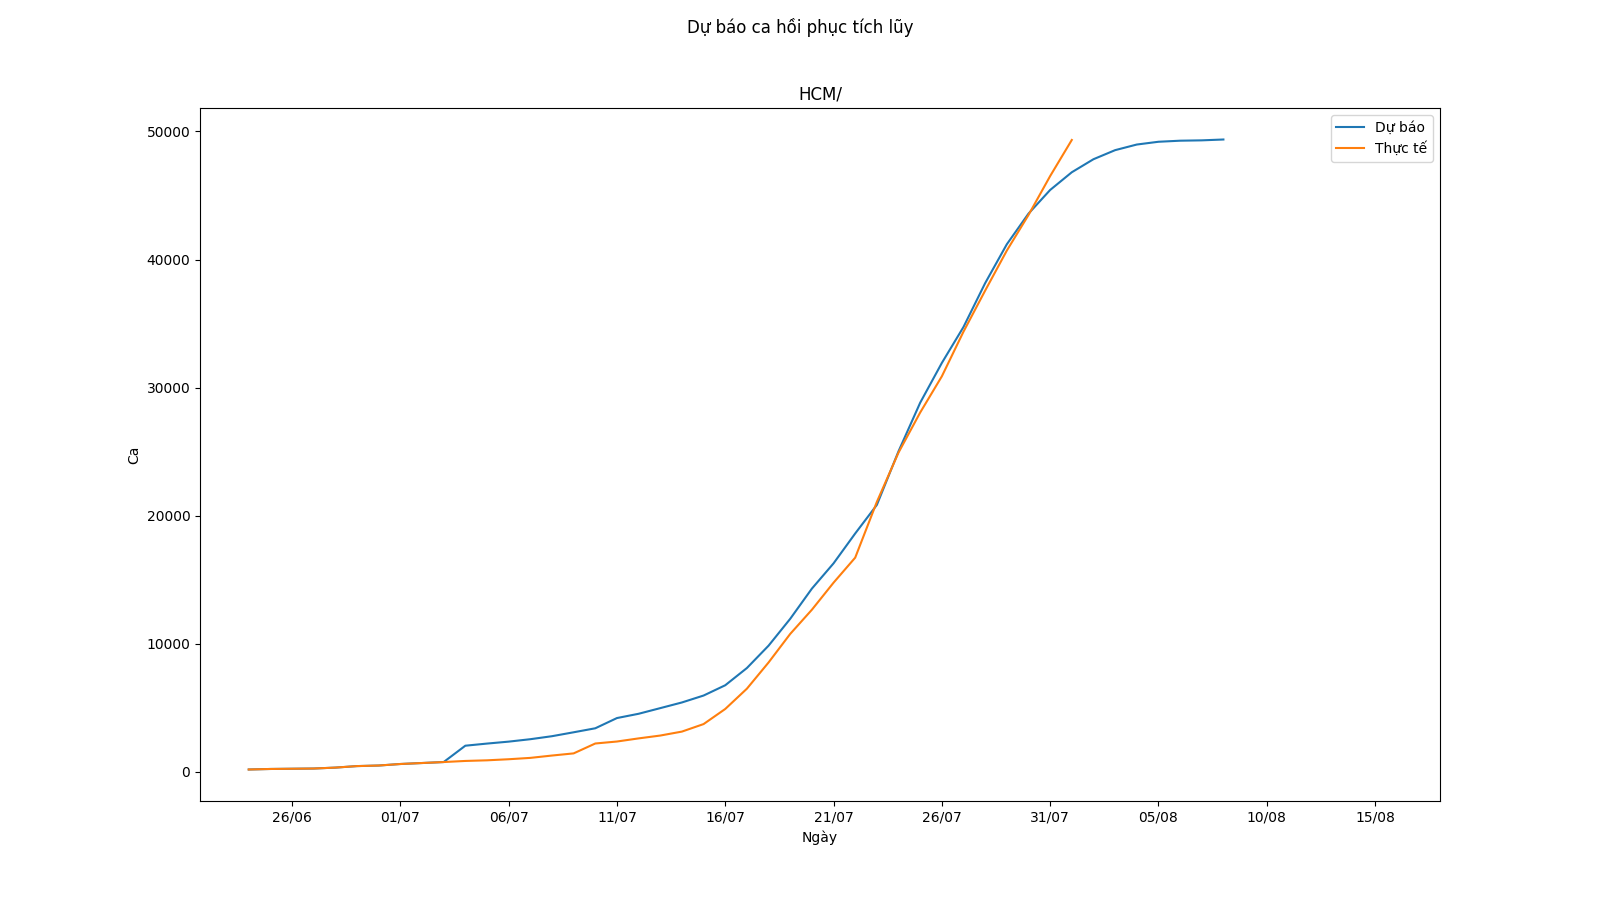 Dự báo ca hồi phục tích lũy
HCM/
Dự báo
Thực tế
50000
40000
30000
20000
10000
0
Ca
26/06
01/07
06/07
11/07
16/07
21/07
26/07
31/07
05/08
10/08
15/08
Ngày